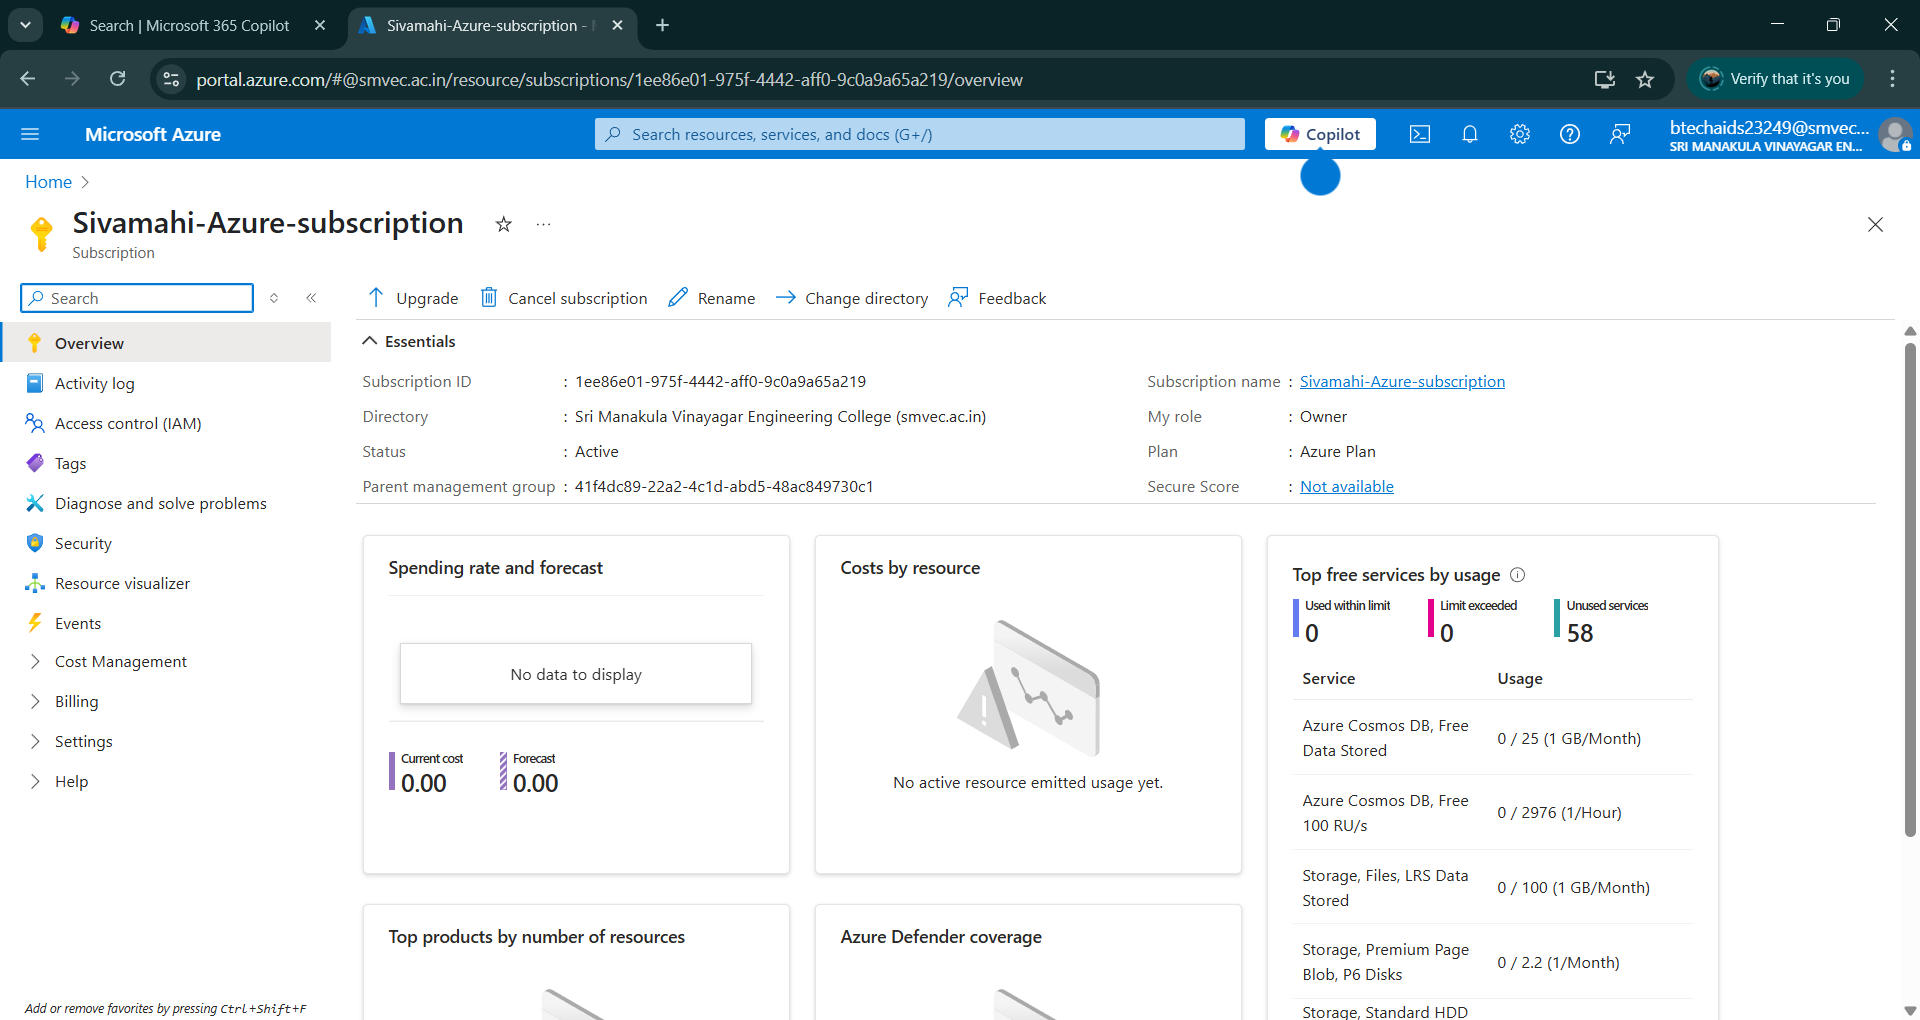 Search | Microsoft 365 Copilot
Sivamahi-Azure-subscription -
portal.azure.com/#@smvec.ac.in/resource/subscriptions/1ee86e01-975f-4442-aff0-9c0a9a65a219/overview
Verify that it's you
Microsoft Azure
Search resources, services, and docs (G+/)
Copilot
btechaids23249@smvec...
SRI MANAKULA VINAYAGAR EN...
Home
Sivamahi-Azure-subscription
Subscription
Search
Upgrade
Cancel subscription
Rename
Change directory
Feedback
Overview
Activity log
Access control (IAM)
Tags
Diagnose and solve problems
Security
Resource visualizer
Events
Cost Management
Billing
Settings
Help
Add or remove favorites by pressing Ctrl+Shift+F
Essentials
Subscription ID : 1ee86e01-975f-4442-aff0-9c0a9a65a219
Directory : Sri Manakula Vinayagar Engineering College (smvec.ac.in)
Status : Active
Parent management group : 41f4dc89-22a2-4c1d-abd5-48ac849730c1
Subscription name : Sivamahi-Azure-subscription
My role : Owner
Plan : Azure Plan
Secure Score : Not available
Spending rate and forecast
No data to display
Current cost
0.00
Forecast
0.00
Costs by resource
No active resource emitted usage yet.
Top free services by usage
Used within limit
0
Limit exceeded
0
Unused services
58
Service Usage
Azure Cosmos DB, Free
Data Stored
0 / 25 (1 GB/Month)
Azure Cosmos DB, Free
100 RU/s
0 / 2976 (1/Hour)
Storage, Files, LRS Data
Stored
0 / 100 (1 GB/Month)
Storage, Premium Page
Blob, P6 Disks
0 / 2.2 (1/Month)
Storage, Standard HDD
Top products by number of resources
Azure Defender coverage